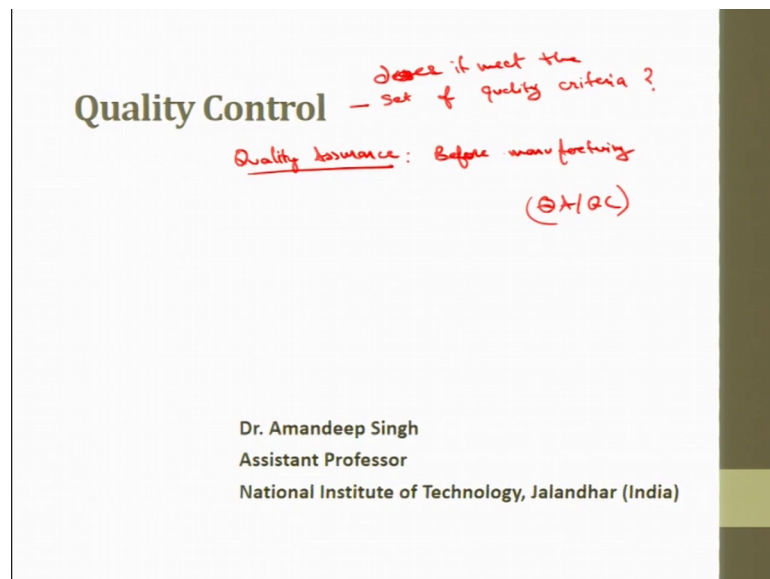 does it meet the
Quality Control – set of quality criteria ?
Quality Assurance : Before manufacturing
(QA/QC)
Dr. Amandeep Singh
Assistant Professor
National Institute of Technology, Jalandhar (India)